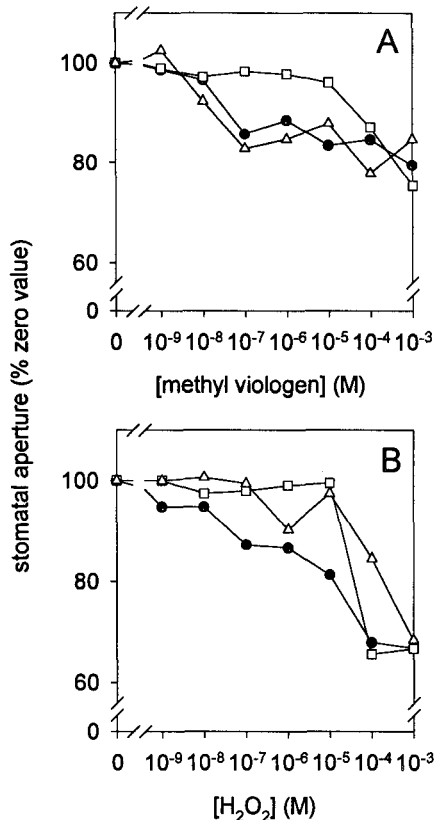 A
100
80
60
0
0 10⁻⁹ 10⁻⁸ 10⁻⁷ 10⁻⁶ 10⁻⁵ 10⁻⁴ 10⁻³
[methyl viologen] (M)
stomatal aperture (% zero value)
B
100
80
60
0
0 10⁻⁹ 10⁻⁸ 10⁻⁷ 10⁻⁶ 10⁻⁵ 10⁻⁴ 10⁻³
[H₂O₂] (M)